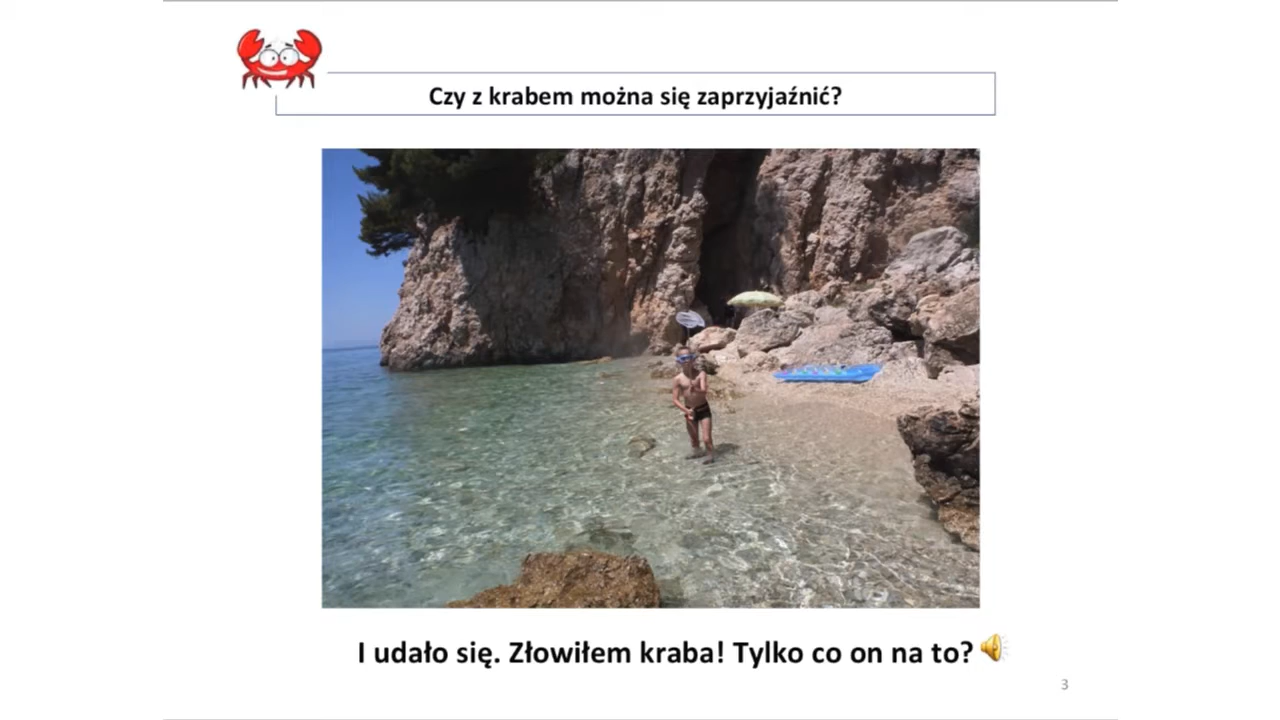 Czy z krabem można się zaprzyjaźnić?
I udało się. Złowiłem kraba! Tylko co on na to?
3